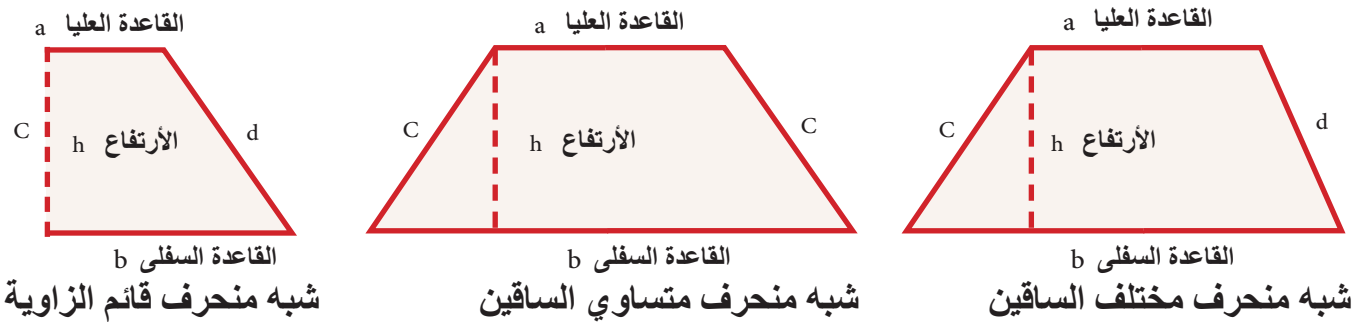 القاعدة العليا a
C
h الأرتفاع
d
القاعدة السفلى b
شبه منحرف مختلف الساقين
القاعدة العليا a
C
h الأرتفاع
C
القاعدة السفلى b
شبه منحرف متساوي الساقين
القاعدة العليا a
C
h الأرتفاع
d
القاعدة السفلى b
شبه منحرف قائم الزاوية